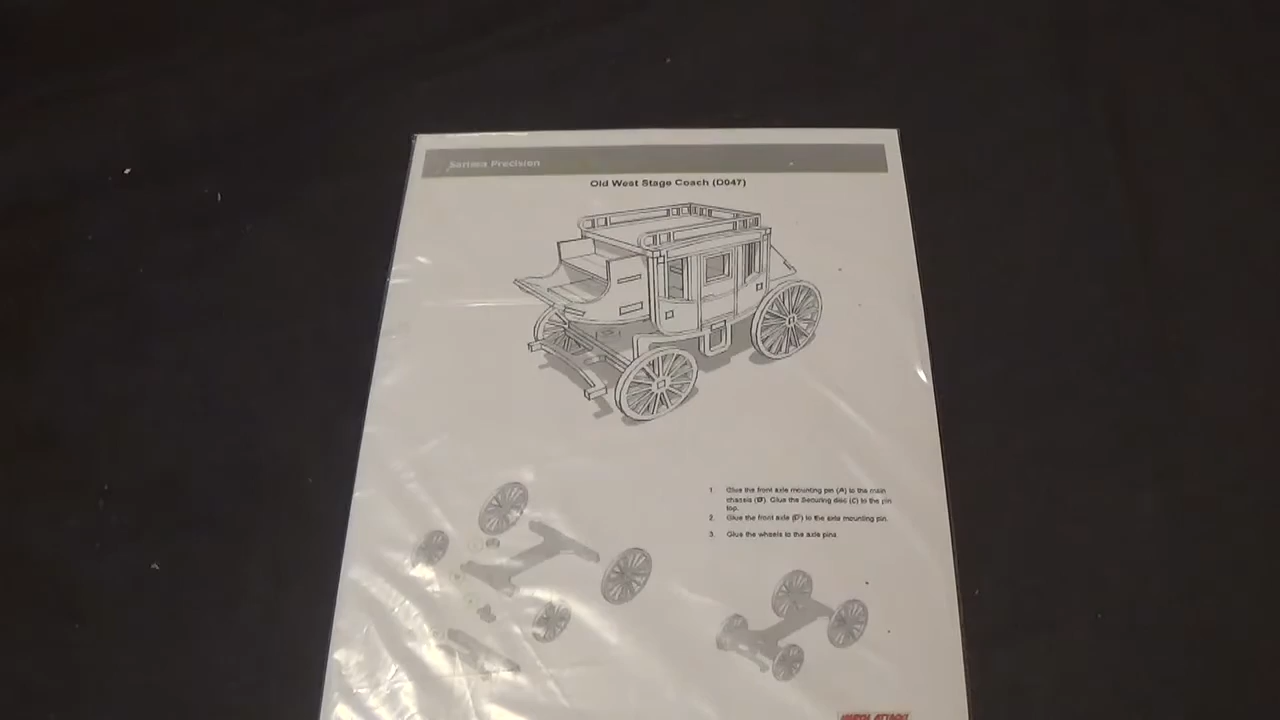 Sarissa Precision
Old West Stage Coach (D047)
1. Glue the front axle mounting pin (A) to the main
chassis (B). Glue the Securing disc (C) to the pin
top.
2. Glue the front axle (D) to the axle mounting pin.
3. Glue the wheels to the axle pins